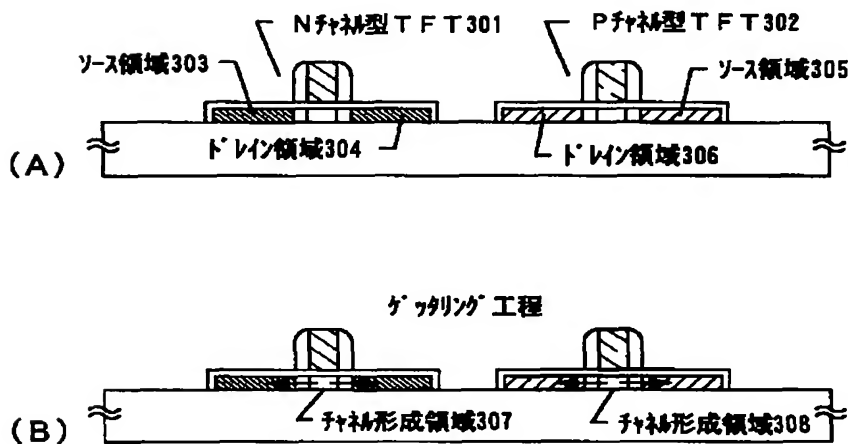 Nチャネル型TFT301
Pチャネル型TFT302
ソース領域303
ソース領域305
ドレイン領域304
ドレイン領域306
(A)
ゲッタリング工程
チャネル形成領域307
チャネル形成領域308
(B)